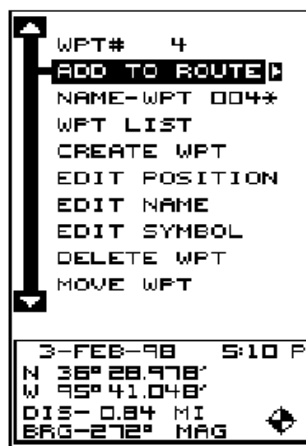 WPT# 4
ADD TO ROUTE
NAME-WPT 004*
WPT LIST
CREATE WPT
EDIT POSITION
EDIT NAME
EDIT SYMBOL
DELETE WPT
MOVE WPT
3-FEB-98 5:10 P
N 36° 28.978'
W 95° 41.048'
DIS- 0.84 MI
BRG-272° MAG